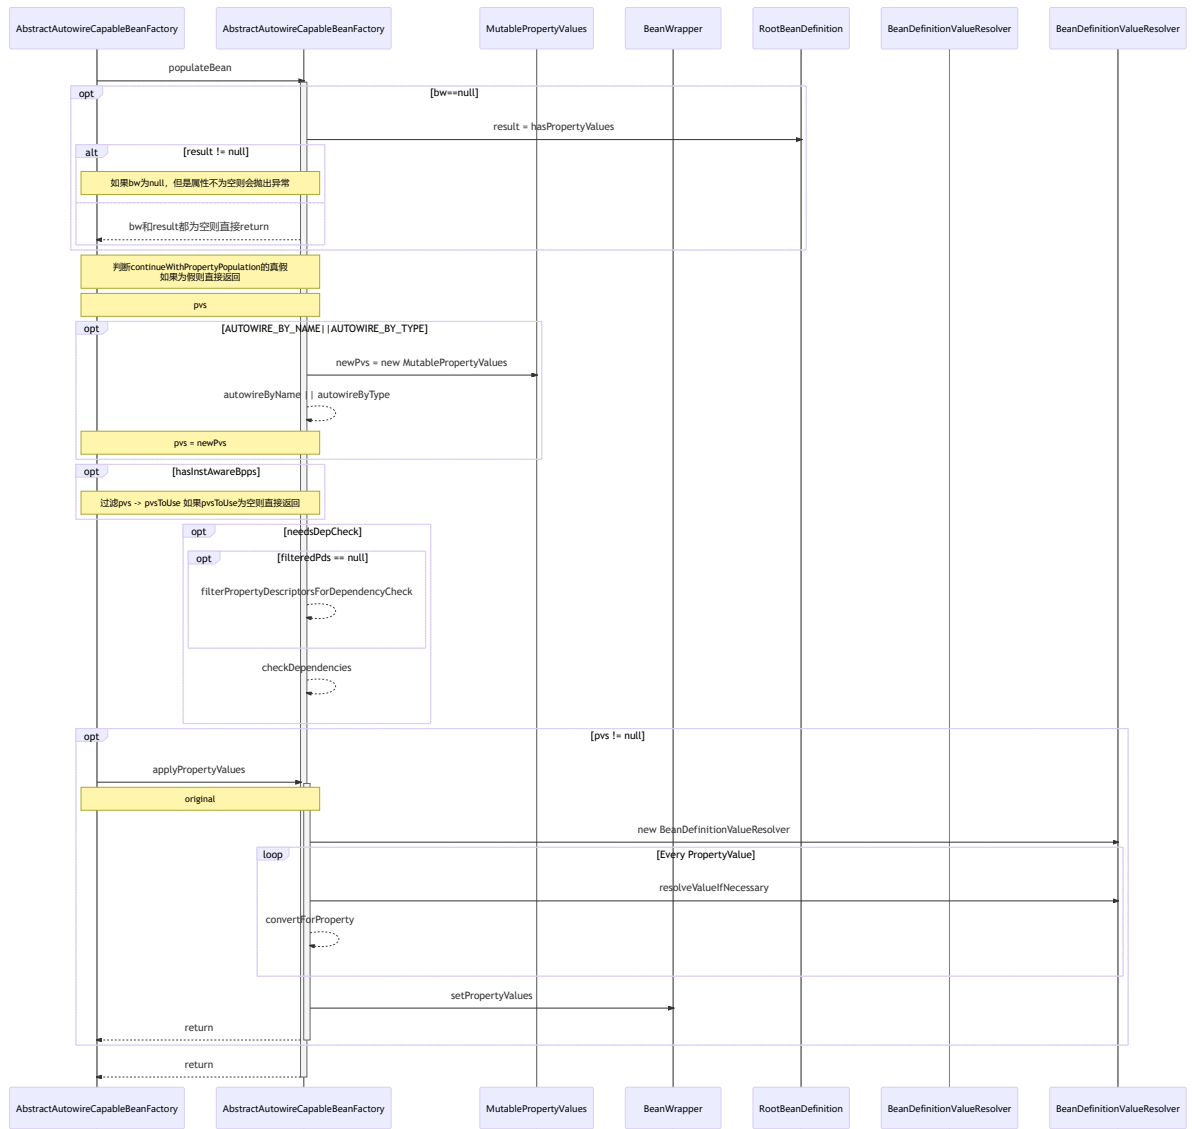 AbstractAutowireCapableBeanFactory
AbstractAutowireCapableBeanFactory
MutablePropertyValues
BeanWrapper
RootBeanDefinition
BeanDefinitionValueResolver
BeanDefinitionValueResolver
populateBean
opt
[bw==null]
result = hasPropertyValues
alt
[result != null]
如果bw为null，但是属性不为空则会抛出异常
bw和result都为空则直接return
判断continueWithPropertyPopulation的真假
如果为假则直接返回
pvs
opt
[AUTOWIRE_BY_NAME||AUTOWIRE_BY_TYPE]
newPvs = new MutablePropertyValues
autowireByName || autowireByType
pvs = newPvs
opt
[hasInstAwareBpps]
过滤pvs -> pvsToUse 如果pvsToUse为空则直接返回
opt
[needsDepCheck]
opt
[filteredPds == null]
filterPropertyDescriptorsForDependencyCheck
checkDependencies
opt
[pvs != null]
applyPropertyValues
original
new BeanDefinitionValueResolver
loop
[Every PropertyValue]
resolveValueIfNecessary
convertForProperty
setPropertyValues
return
return
AbstractAutowireCapableBeanFactory
AbstractAutowireCapableBeanFactory
MutablePropertyValues
BeanWrapper
RootBeanDefinition
BeanDefinitionValueResolver
BeanDefinitionValueResolver